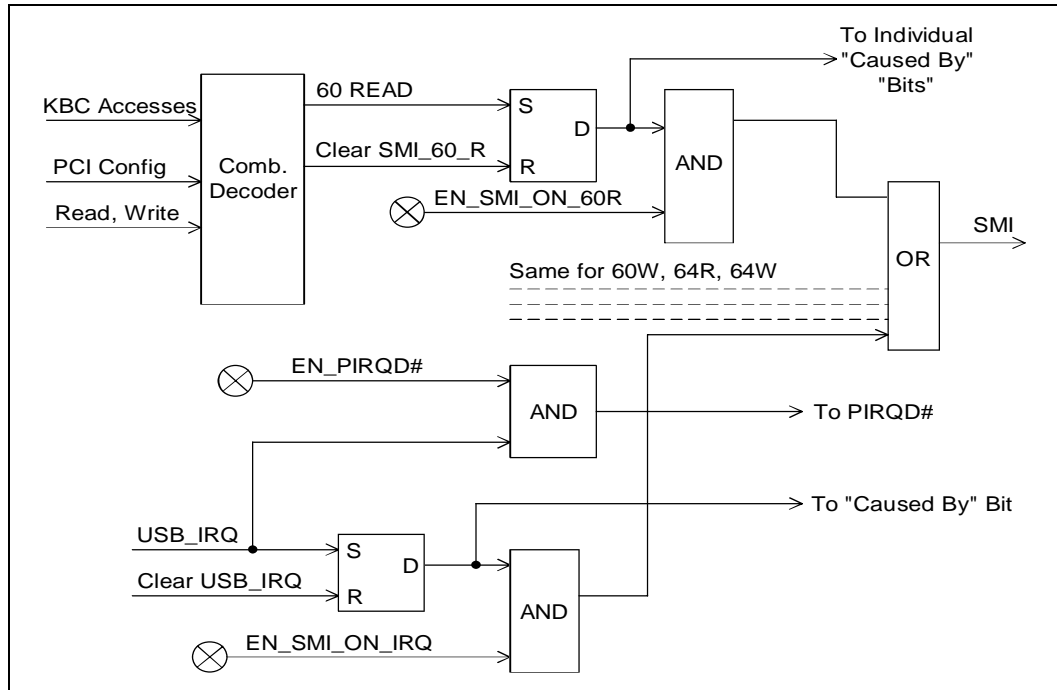 To Individual
"Caused By"
"Bits"
60 READ
KBC Accesses
S
D
Clear SMI_60_R
R
AND
PCI Config
Comb.
Decoder
EN_SMI_ON_60R
Read, Write
SMI
OR
Same for 60W, 64R, 64W
EN_PIRQD#
AND
To PIRQD#
To "Caused By" Bit
USB_IRQ
S
D
Clear USB_IRQ
R
AND
EN_SMI_ON_IRQ